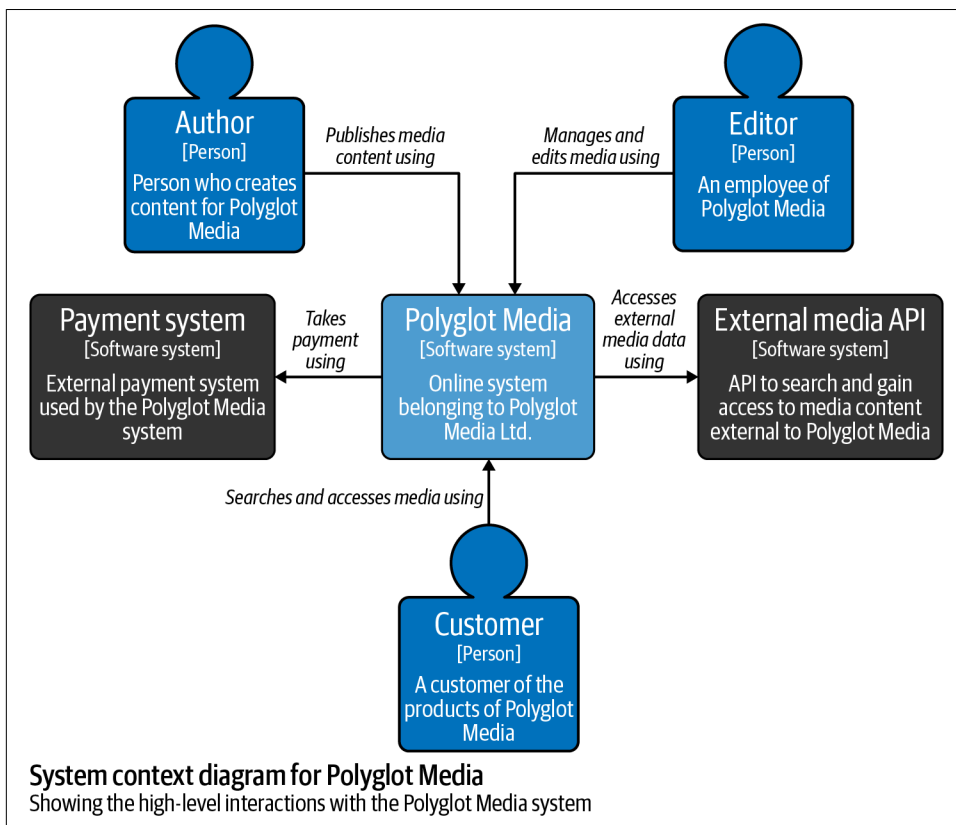 Author
[Person]
Person who creates
content for Polyglot
Media
Publishes media
content using
Manages and
edits media using
Editor
[Person]
An employee of
Polyglot Media
Payment system
[Software system]
External payment system
used by the Polyglot Media
system
Takes
payment
using
Polyglot Media
[Software system]
Online system
belonging to Polyglot
Media Ltd.
Accesses
external
media data
using
External media API
[Software system]
API to search and gain
access to media content
external to Polyglot Media
Searches and accesses media using
Customer
[Person]
A customer of the
products of Polyglot
Media
System context diagram for Polyglot Media
Showing the high-level interactions with the Polyglot Media system